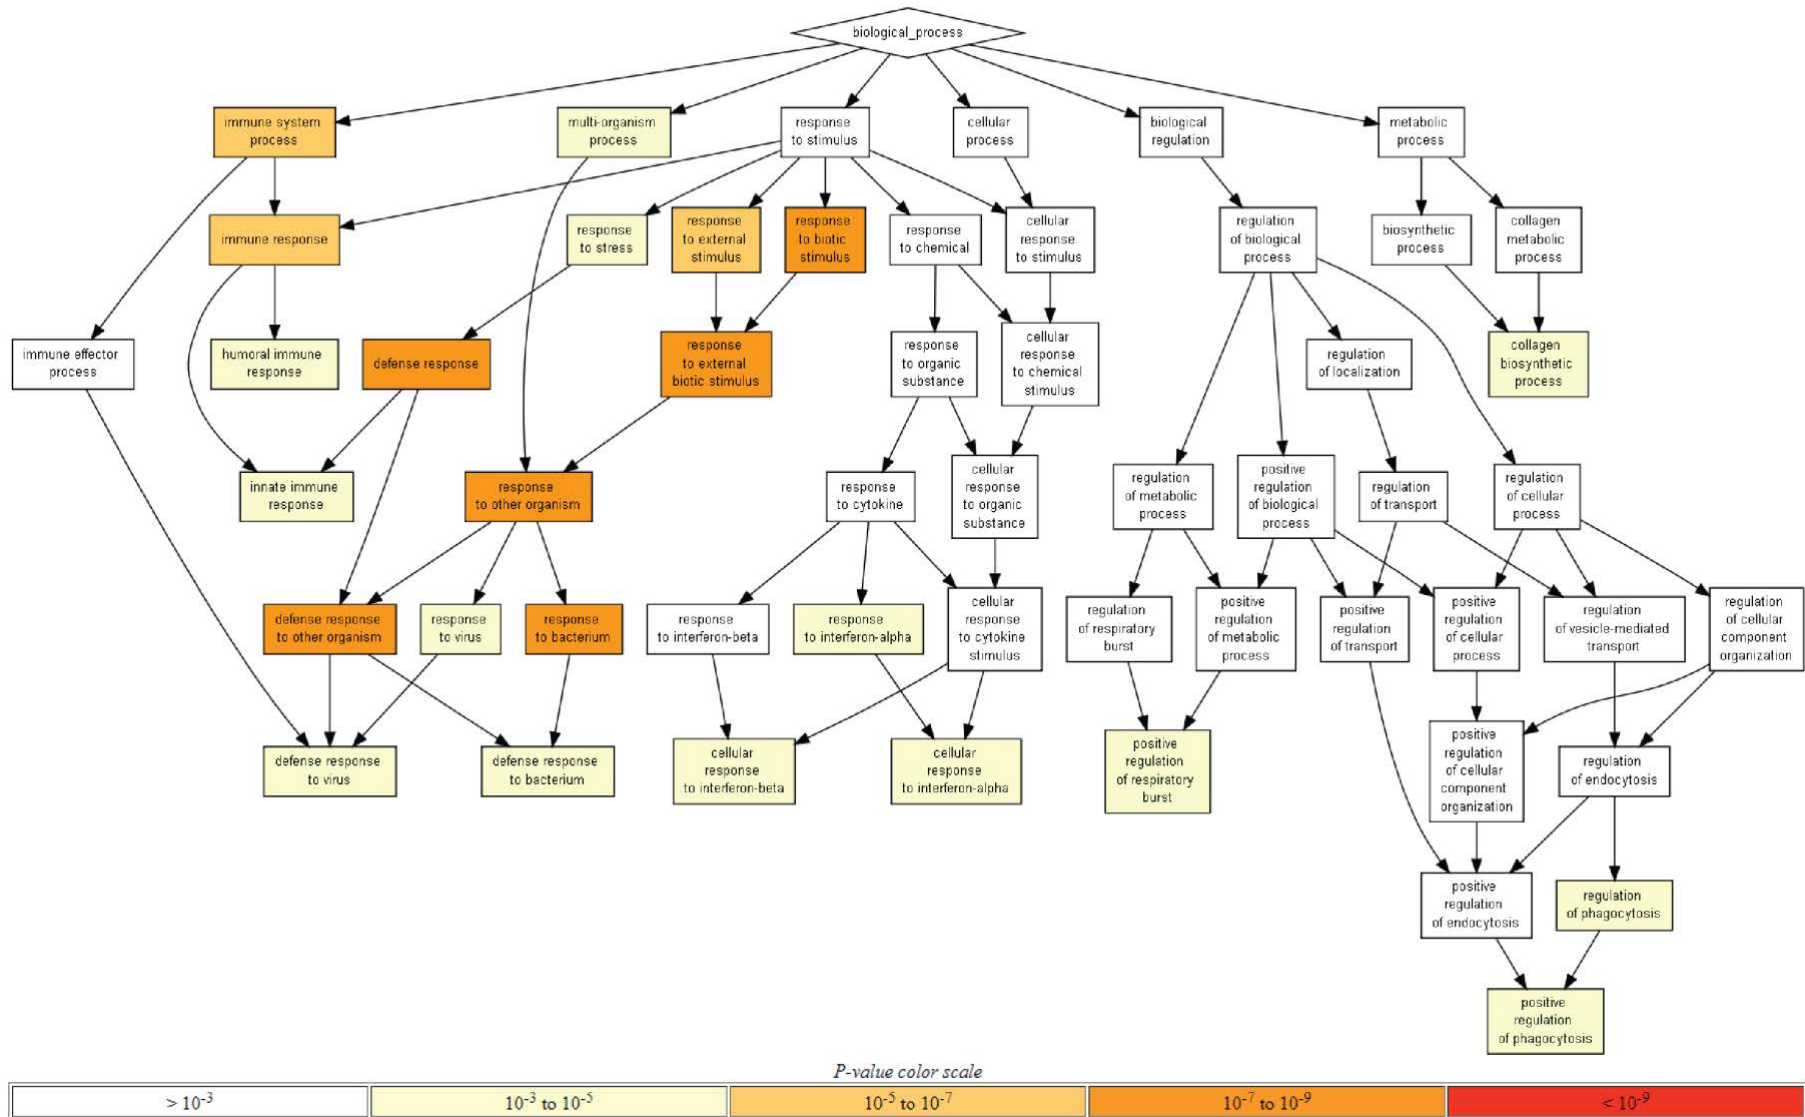 biological_process
immune system
process
multi-organism
process
response
to stimulus
cellular
process
biological
regulation
metabolic
process
immune response
response
to stress
response
to external
stimulus
response
to biotic
stimulus
response
to chemical
cellular
response
to stimulus
regulation
of biological
process
biosynthetic
process
collagen
metabolic
process
immune effector
process
humoral immune
response
defense response
response
to external
biotic stimulus
response
to organic
substance
cellular
response
to chemical
stimulus
regulation
of localization
collagen
biosynthetic
process
innate immune
response
response
to other organism
response
to cytokine
cellular
response
to organic
substance
regulation
of metabolic
process
positive
regulation
of biological
process
regulation
of transport
regulation
of cellular
process
defense response
to other organism
response
to virus
response
to bacterium
response
to interferon-beta
response
to interferon-alpha
cellular
response
to cytokine
stimulus
regulation
of respiratory
burst
positive
regulation
of metabolic
process
positive
regulation
of transport
positive
regulation
of cellular
process
regulation
of vesicle-mediated
transport
regulation
of cellular
component
organization
defense response
to virus
defense response
to bacterium
cellular
response
to interferon-beta
cellular
response
to interferon-alpha
positive
regulation
of respiratory
burst
positive
regulation
of cellular
component
organization
regulation
of endocytosis
positive
regulation
of endocytosis
regulation
of phagocytosis
positive
regulation
of phagocytosis
P-value color scale
> 10⁻³
10⁻³ to 10⁻⁵
10⁻⁵ to 10⁻⁷
10⁻⁷ to 10⁻⁹
< 10⁻⁹